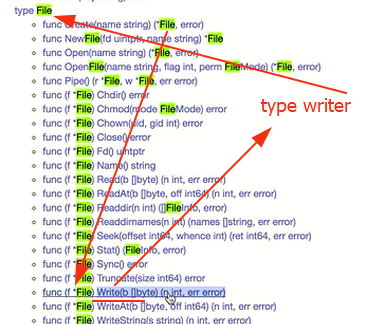 type File
func Create(name string) (*File, error)
func NewFile(fd uintptr, name string) *File
func Open(name string) (*File, error)
func OpenFile(name string, flag int, perm FileMode) (*File, error)
func Pipe() (r *File, w *File, err error)
func (f *File) Chdir() error
func (f *File) Chmod(mode FileMode) error
type writer
func (f *File) Chown(uid, gid int) error
func (f *File) Close() error
func (f *File) Fd() uintptr
func (f *File) Name() string
func (f *File) Read(b []byte) (n int, err error)
func (f *File) ReadAt(b []byte, off int64) (n int, err error)
func (f *File) Readdir(n int) ([]FileInfo, error)
func (f *File) Readdirnames(n int) (names []string, err error)
func (f *File) Seek(offset int64, whence int) (ret int64, err error)
func (f *File) Stat() (FileInfo, error)
func (f *File) Sync() error
func (f *File) Truncate(size int64) error
func (f *File) Write(b []byte) (n int, err error)
func (f *File) WriteAt(b []byte, off int64) (n int, err error)
func (f *File) WriteString(s string) (n int, err error)